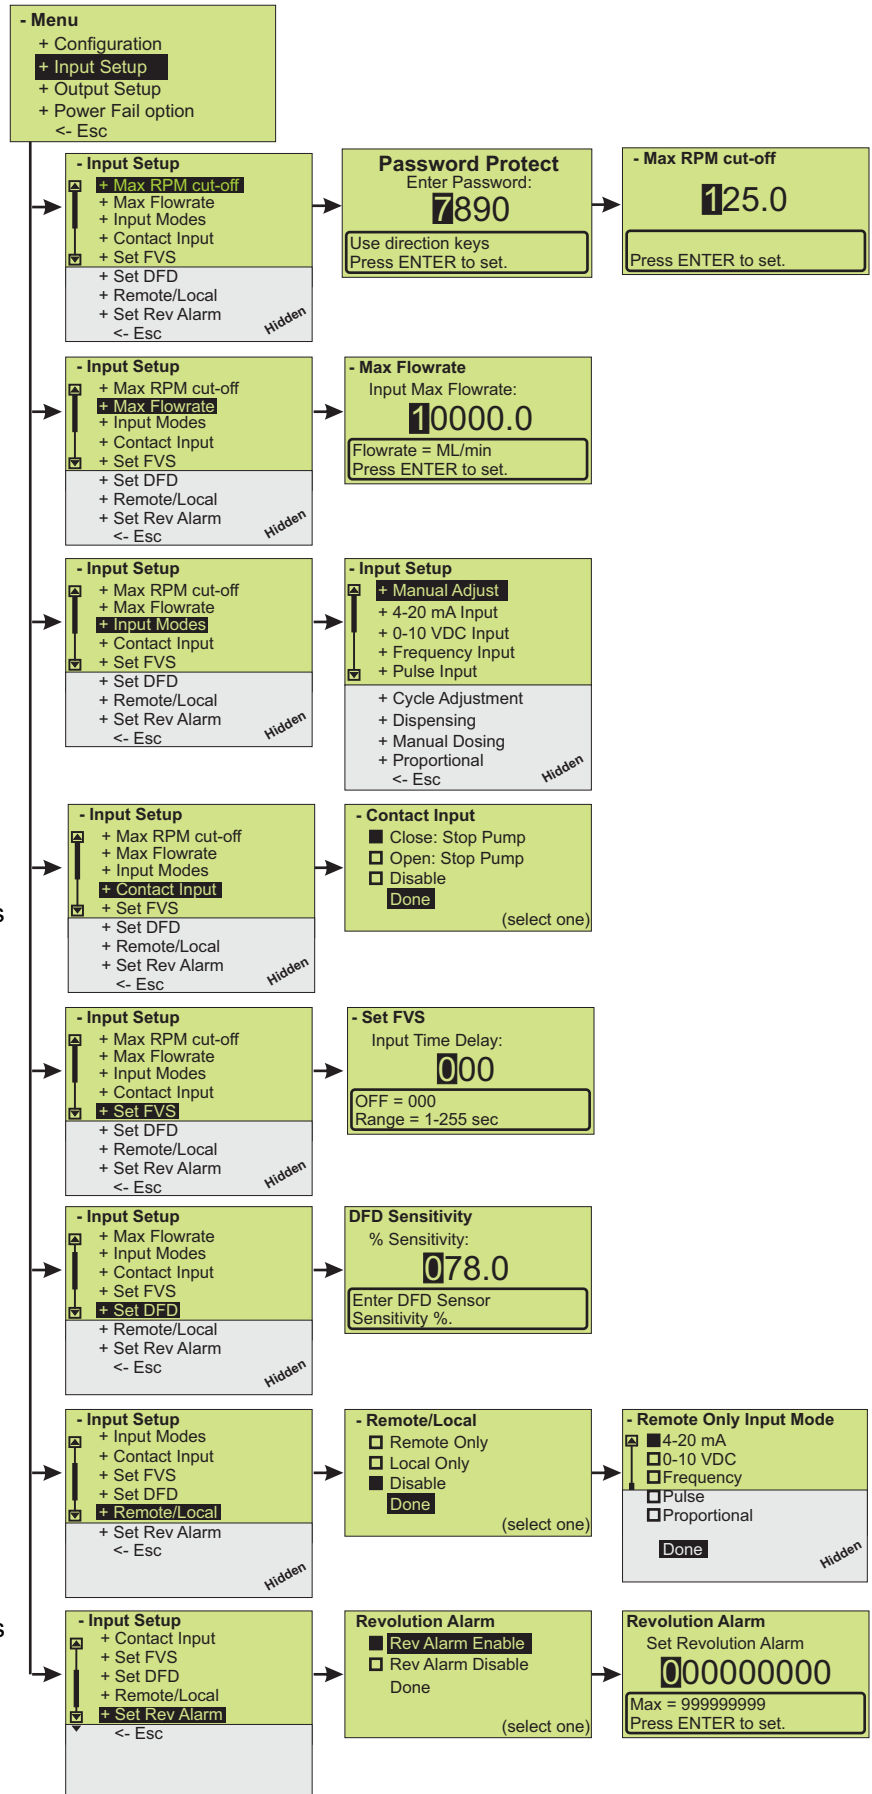 - Menu
+ Configuration
+ Input Setup
+ Output Setup
+ Power Fail option
<- Esc
- Input Setup
+ Max RPM cut-off
+ Max Flowrate
+ Input Modes
+ Contact Input
+ Set FVS
+ Set DFD
+ Remote/Local
+ Set Rev Alarm
<- Esc
Hidden
Password Protect
Enter Password:
7890
Use direction keys
Press ENTER to set.
- Max RPM cut-off
125.0
Press ENTER to set.
- Input Setup
+ Max RPM cut-off
+ Max Flowrate
+ Input Modes
+ Contact Input
+ Set FVS
+ Set DFD
+ Remote/Local
+ Set Rev Alarm
<- Esc
Hidden
- Max Flowrate
Input Max Flowrate:
10000.0
Flowrate = ML/min
Press ENTER to set.
- Input Setup
+ Max RPM cut-off
+ Max Flowrate
+ Input Modes
+ Contact Input
+ Set FVS
+ Set DFD
+ Remote/Local
+ Set Rev Alarm
<- Esc
Hidden
- Input Setup
+ Manual Adjust
+ 4-20 mA Input
+ 0-10 VDC Input
+ Frequency Input
+ Pulse Input
+ Cycle Adjustment
+ Dispensing
+ Manual Dosing
+ Proportional
<- Esc
Hidden
- Input Setup
+ Max RPM cut-off
+ Max Flowrate
+ Input Modes
+ Contact Input
+ Set FVS
+ Set DFD
+ Remote/Local
+ Set Rev Alarm
<- Esc
Hidden
- Contact Input
Close: Stop Pump
Open: Stop Pump
Disable
Done
(select one)
s
- Input Setup
+ Max RPM cut-off
+ Max Flowrate
+ Input Modes
+ Contact Input
+ Set FVS
+ Set DFD
+ Remote/Local
+ Set Rev Alarm
<- Esc
Hidden
- Set FVS
Input Time Delay:
000
OFF = 000
Range = 1-255 sec
- Input Setup
+ Max Flowrate
+ Input Modes
+ Contact Input
+ Set FVS
+ Set DFD
+ Remote/Local
+ Set Rev Alarm
<- Esc
Hidden
DFD Sensitivity
% Sensitivity:
078.0
Enter DFD Sensor
Sensitivity %.
- Input Setup
+ Input Modes
+ Contact Input
+ Set FVS
+ Set DFD
+ Remote/Local
+ Set Rev Alarm
<- Esc
Hidden
- Remote/Local
Remote Only
Local Only
Disable
Done
(select one)
- Remote Only Input Mode
4-20 mA
0-10 VDC
Frequency
Pulse
Proportional
Done
Hidden
s
- Input Setup
+ Contact Input
+ Set FVS
+ Set DFD
+ Remote/Local
+ Set Rev Alarm
<- Esc
Revolution Alarm
Rev Alarm Enable
Rev Alarm Disable
Done
(select one)
Revolution Alarm
Set Revolution Alarm
000000000
Max = 999999999
Press ENTER to set.